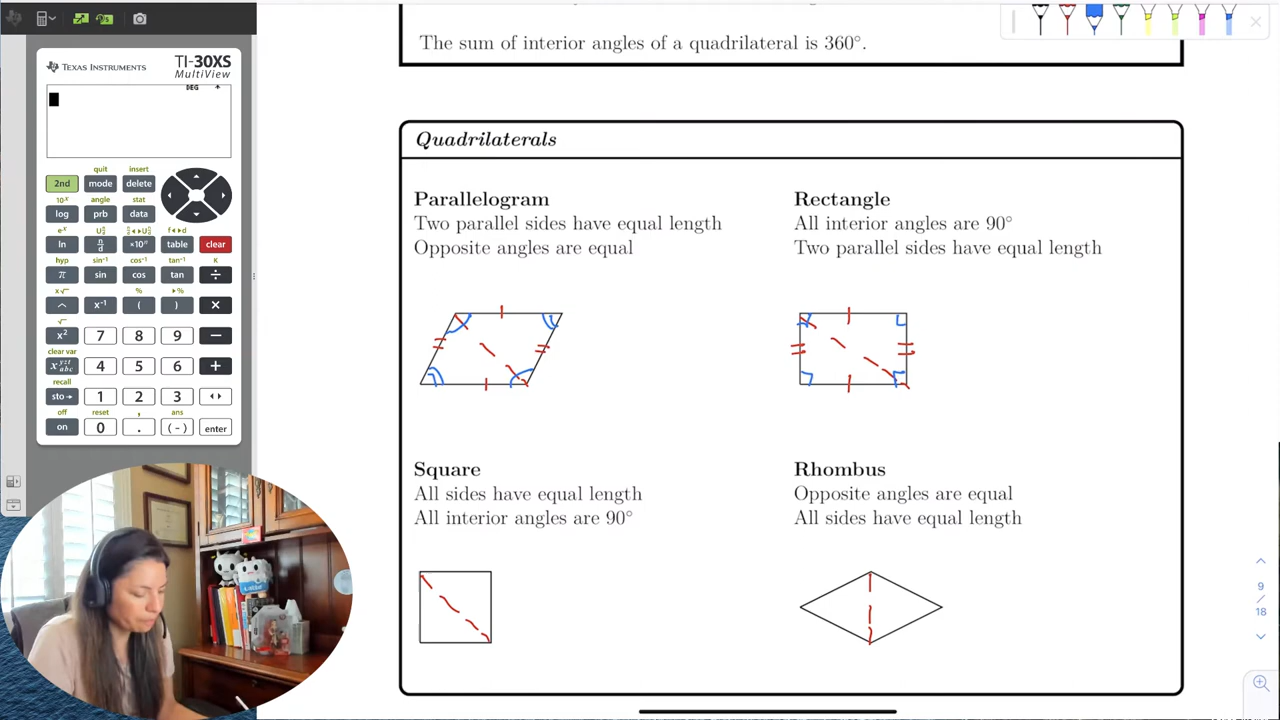 The sum of interior angles of a quadrilateral is 360°.
Quadrilaterals
Parallelogram
Two parallel sides have equal length
Opposite angles are equal
Rectangle
All interior angles are 90°
Two parallel sides have equal length
Square
All sides have equal length
All interior angles are 90°
Rhombus
Opposite angles are equal
All sides have equal length
TEXAS INSTRUMENTS
TI-30XS
MultiView
DEG
quit insert
2nd mode delete
10ˣ angle stat
log prb data
eˣ f◄►d
ln n/d ×10ⁿ table clear
hyp sin⁻¹ cos⁻¹ tan⁻¹ K
π sin cos tan ÷
x√ % ►%
^ x⁻¹ ( ) ×
√
x² 7 8 9 −
clear var
x yzt abc 4 5 6 +
recall
sto→ 1 2 3 ◄►
off reset , ans
on 0 . (-) enter
9
/
18